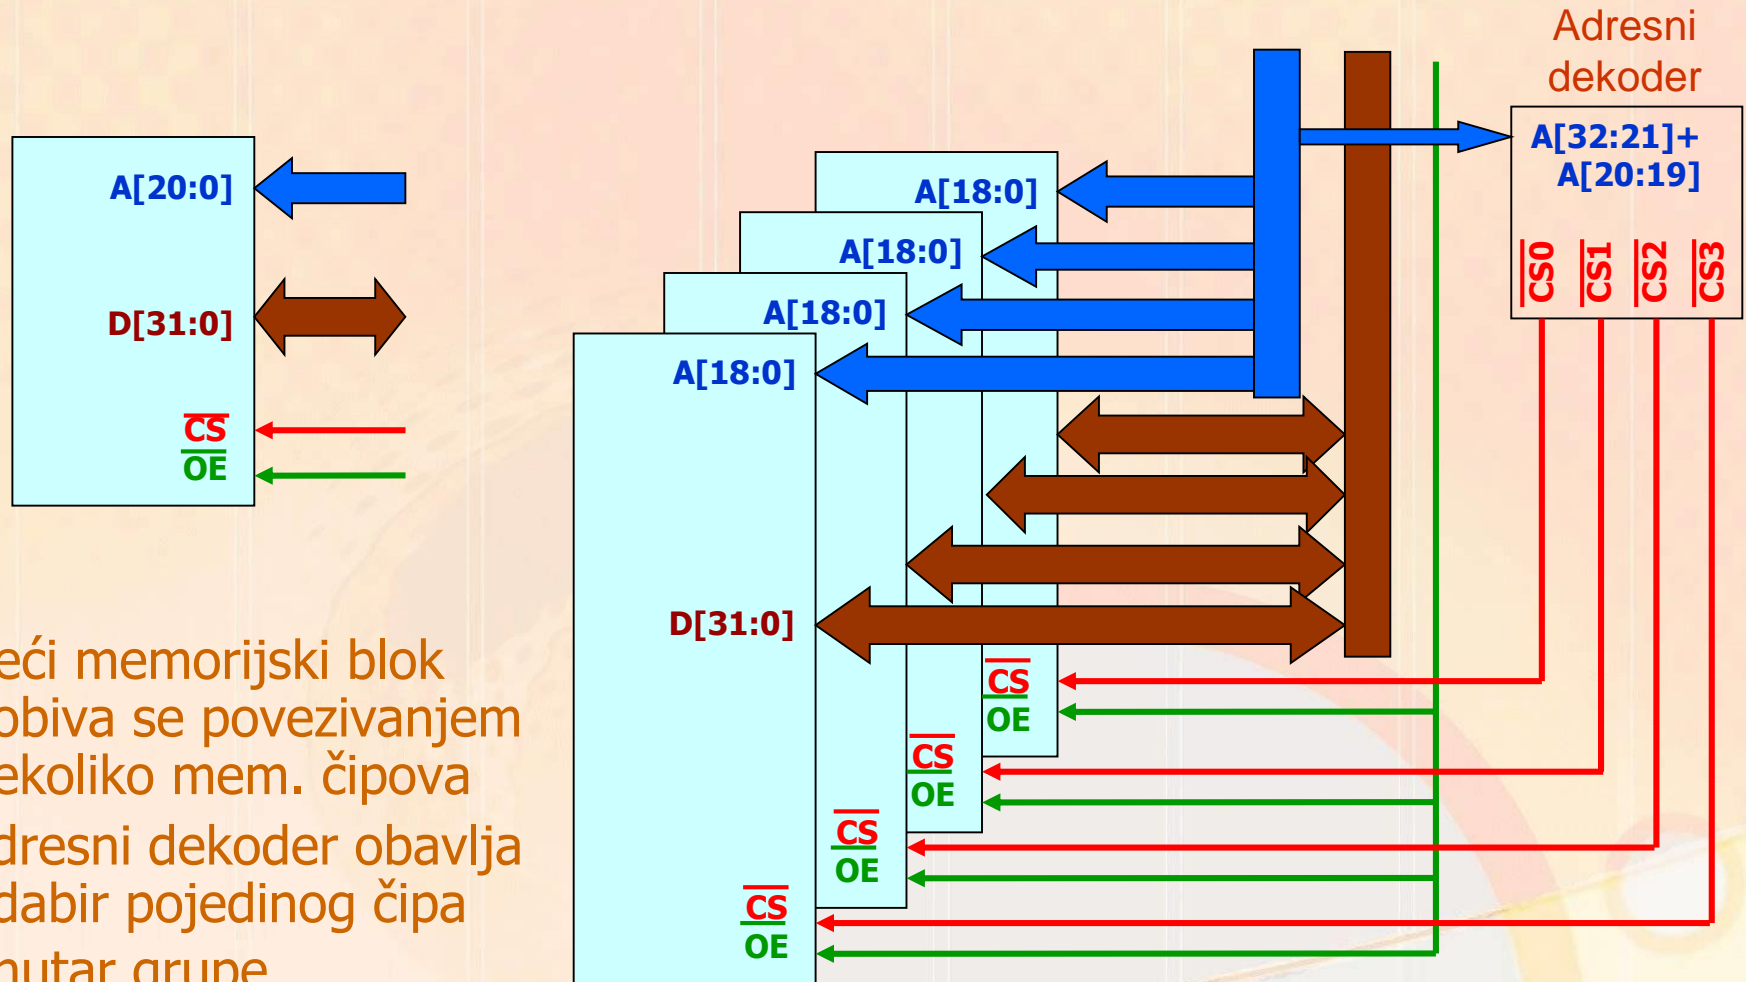 Adresni
dekoder
A[20:0]
D[31:0]
CS
OE
A[18:0]
A[18:0]
A[18:0]
A[18:0]
D[31:0]
A[32:21]+
A[20:19]
CS0
CS1
CS2
CS3
CS
OE
CS
OE
CS
OE
CS
OE
eći memorijski blok
obiva se povezivanjem
ekoliko mem. čipova
dresni dekoder obavlja
dabir pojedinog čipa
nutar grupe